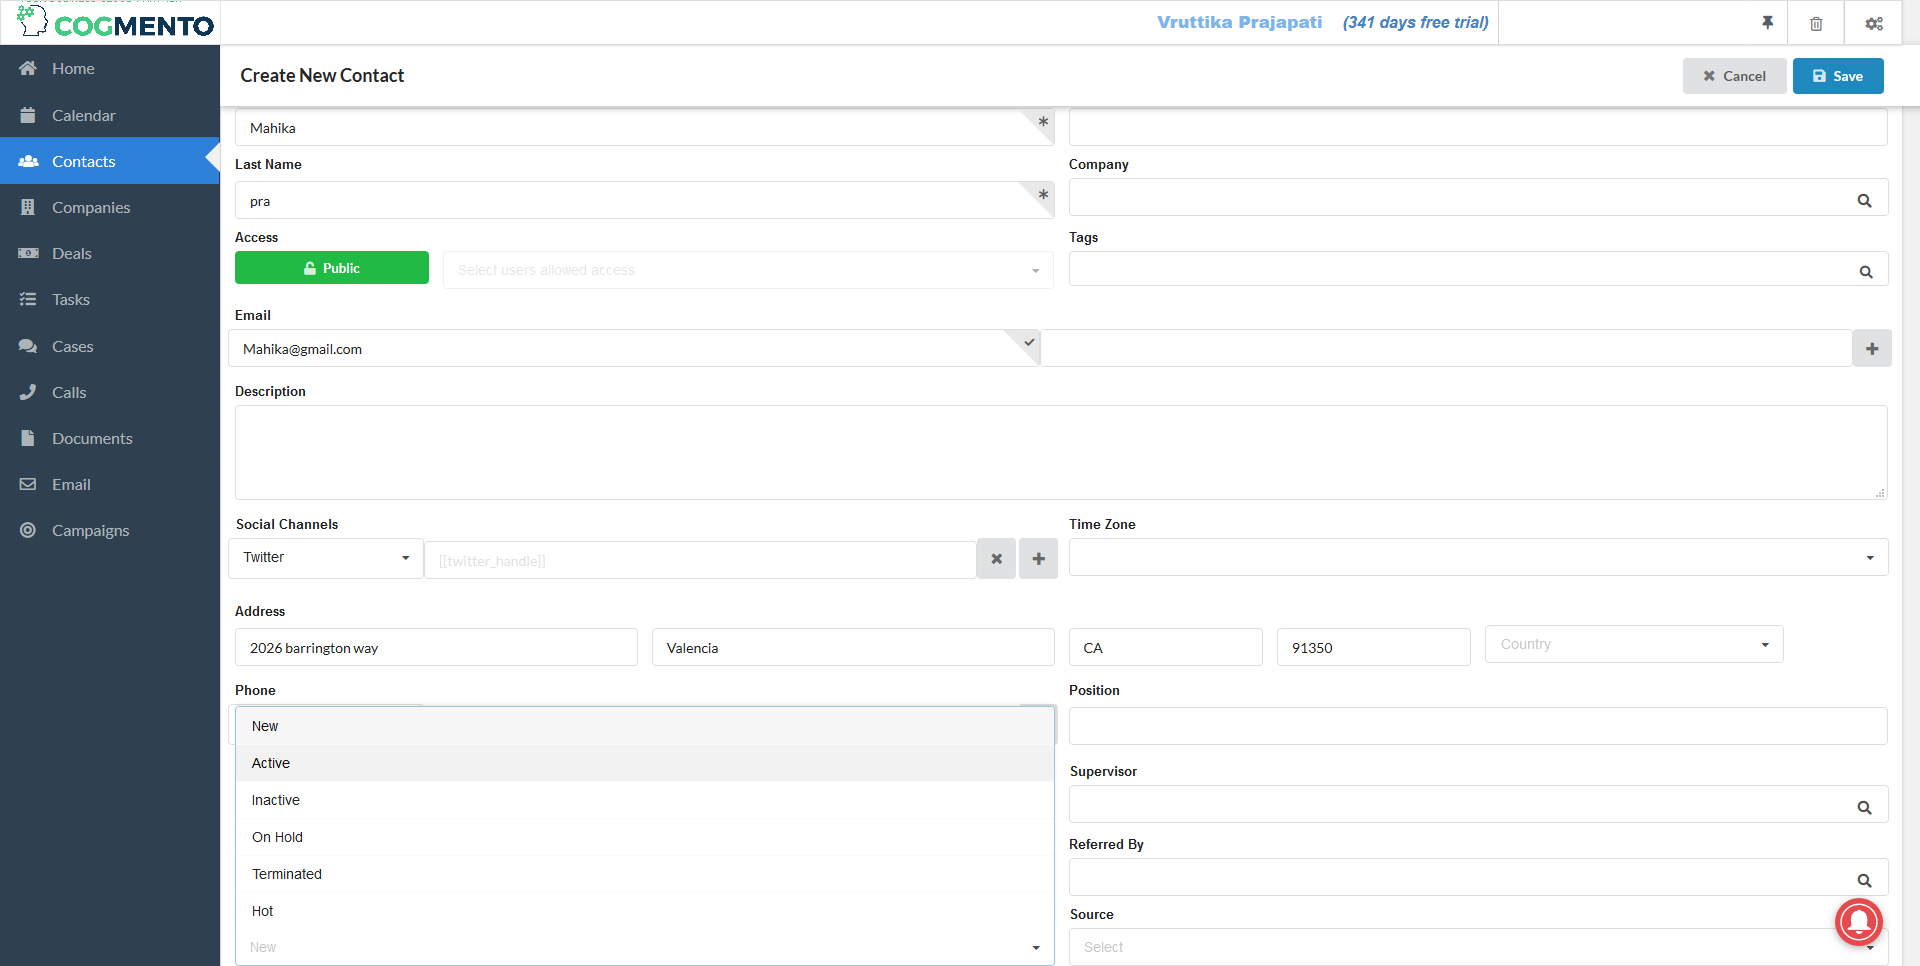 COGMENTO
Vruttika Prajapati (341 days free trial)
Home
Calendar
Contacts
Companies
Deals
Tasks
Cases
Calls
Documents
Email
Campaigns
Create New Contact
Cancel
Save
Mahika
Last Name
Company
pra
Access
Tags
Public
Select users allowed access
Email
Mahika@gmail.com
Description
Social Channels
Time Zone
Twitter
[[twitter_handle]]
Address
2026 barrington way
Valencia
CA
91350
Country
Phone
Position
New
Active
Supervisor
Inactive
On Hold
Referred By
Terminated
Hot
Source
New
Select